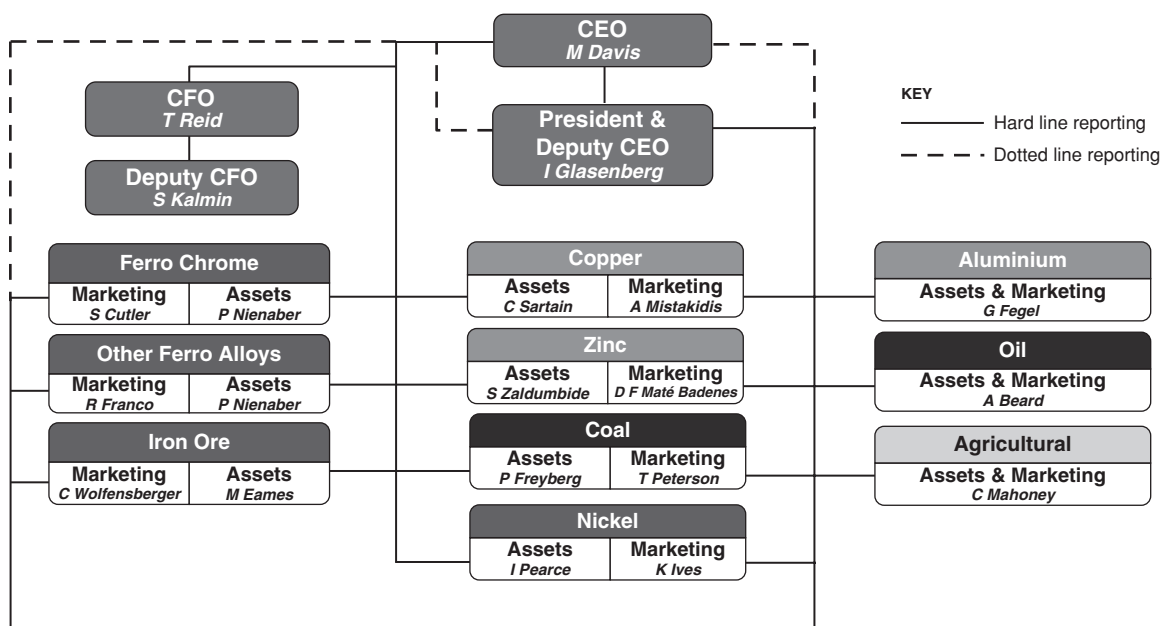 CEO
M Davis
CFO
T Reid
Deputy CFO
S Kalmin
President &
Deputy CEO
I Glasenberg
KEY
Hard line reporting
Dotted line reporting
Ferro Chrome
Marketing
S Cutler
Assets
P Nienaber
Other Ferro Alloys
Marketing
R Franco
Assets
P Nienaber
Iron Ore
Marketing
C Wolfensberger
Assets
M Eames
Copper
Assets
C Sartain
Marketing
A Mistakidis
Zinc
Assets
S Zaldumbide
Marketing
D F Maté Badenes
Coal
Assets
P Freyberg
Marketing
T Peterson
Nickel
Assets
I Pearce
Marketing
K Ives
Aluminium
Assets & Marketing
G Fegel
Oil
Assets & Marketing
A Beard
Agricultural
Assets & Marketing
C Mahoney